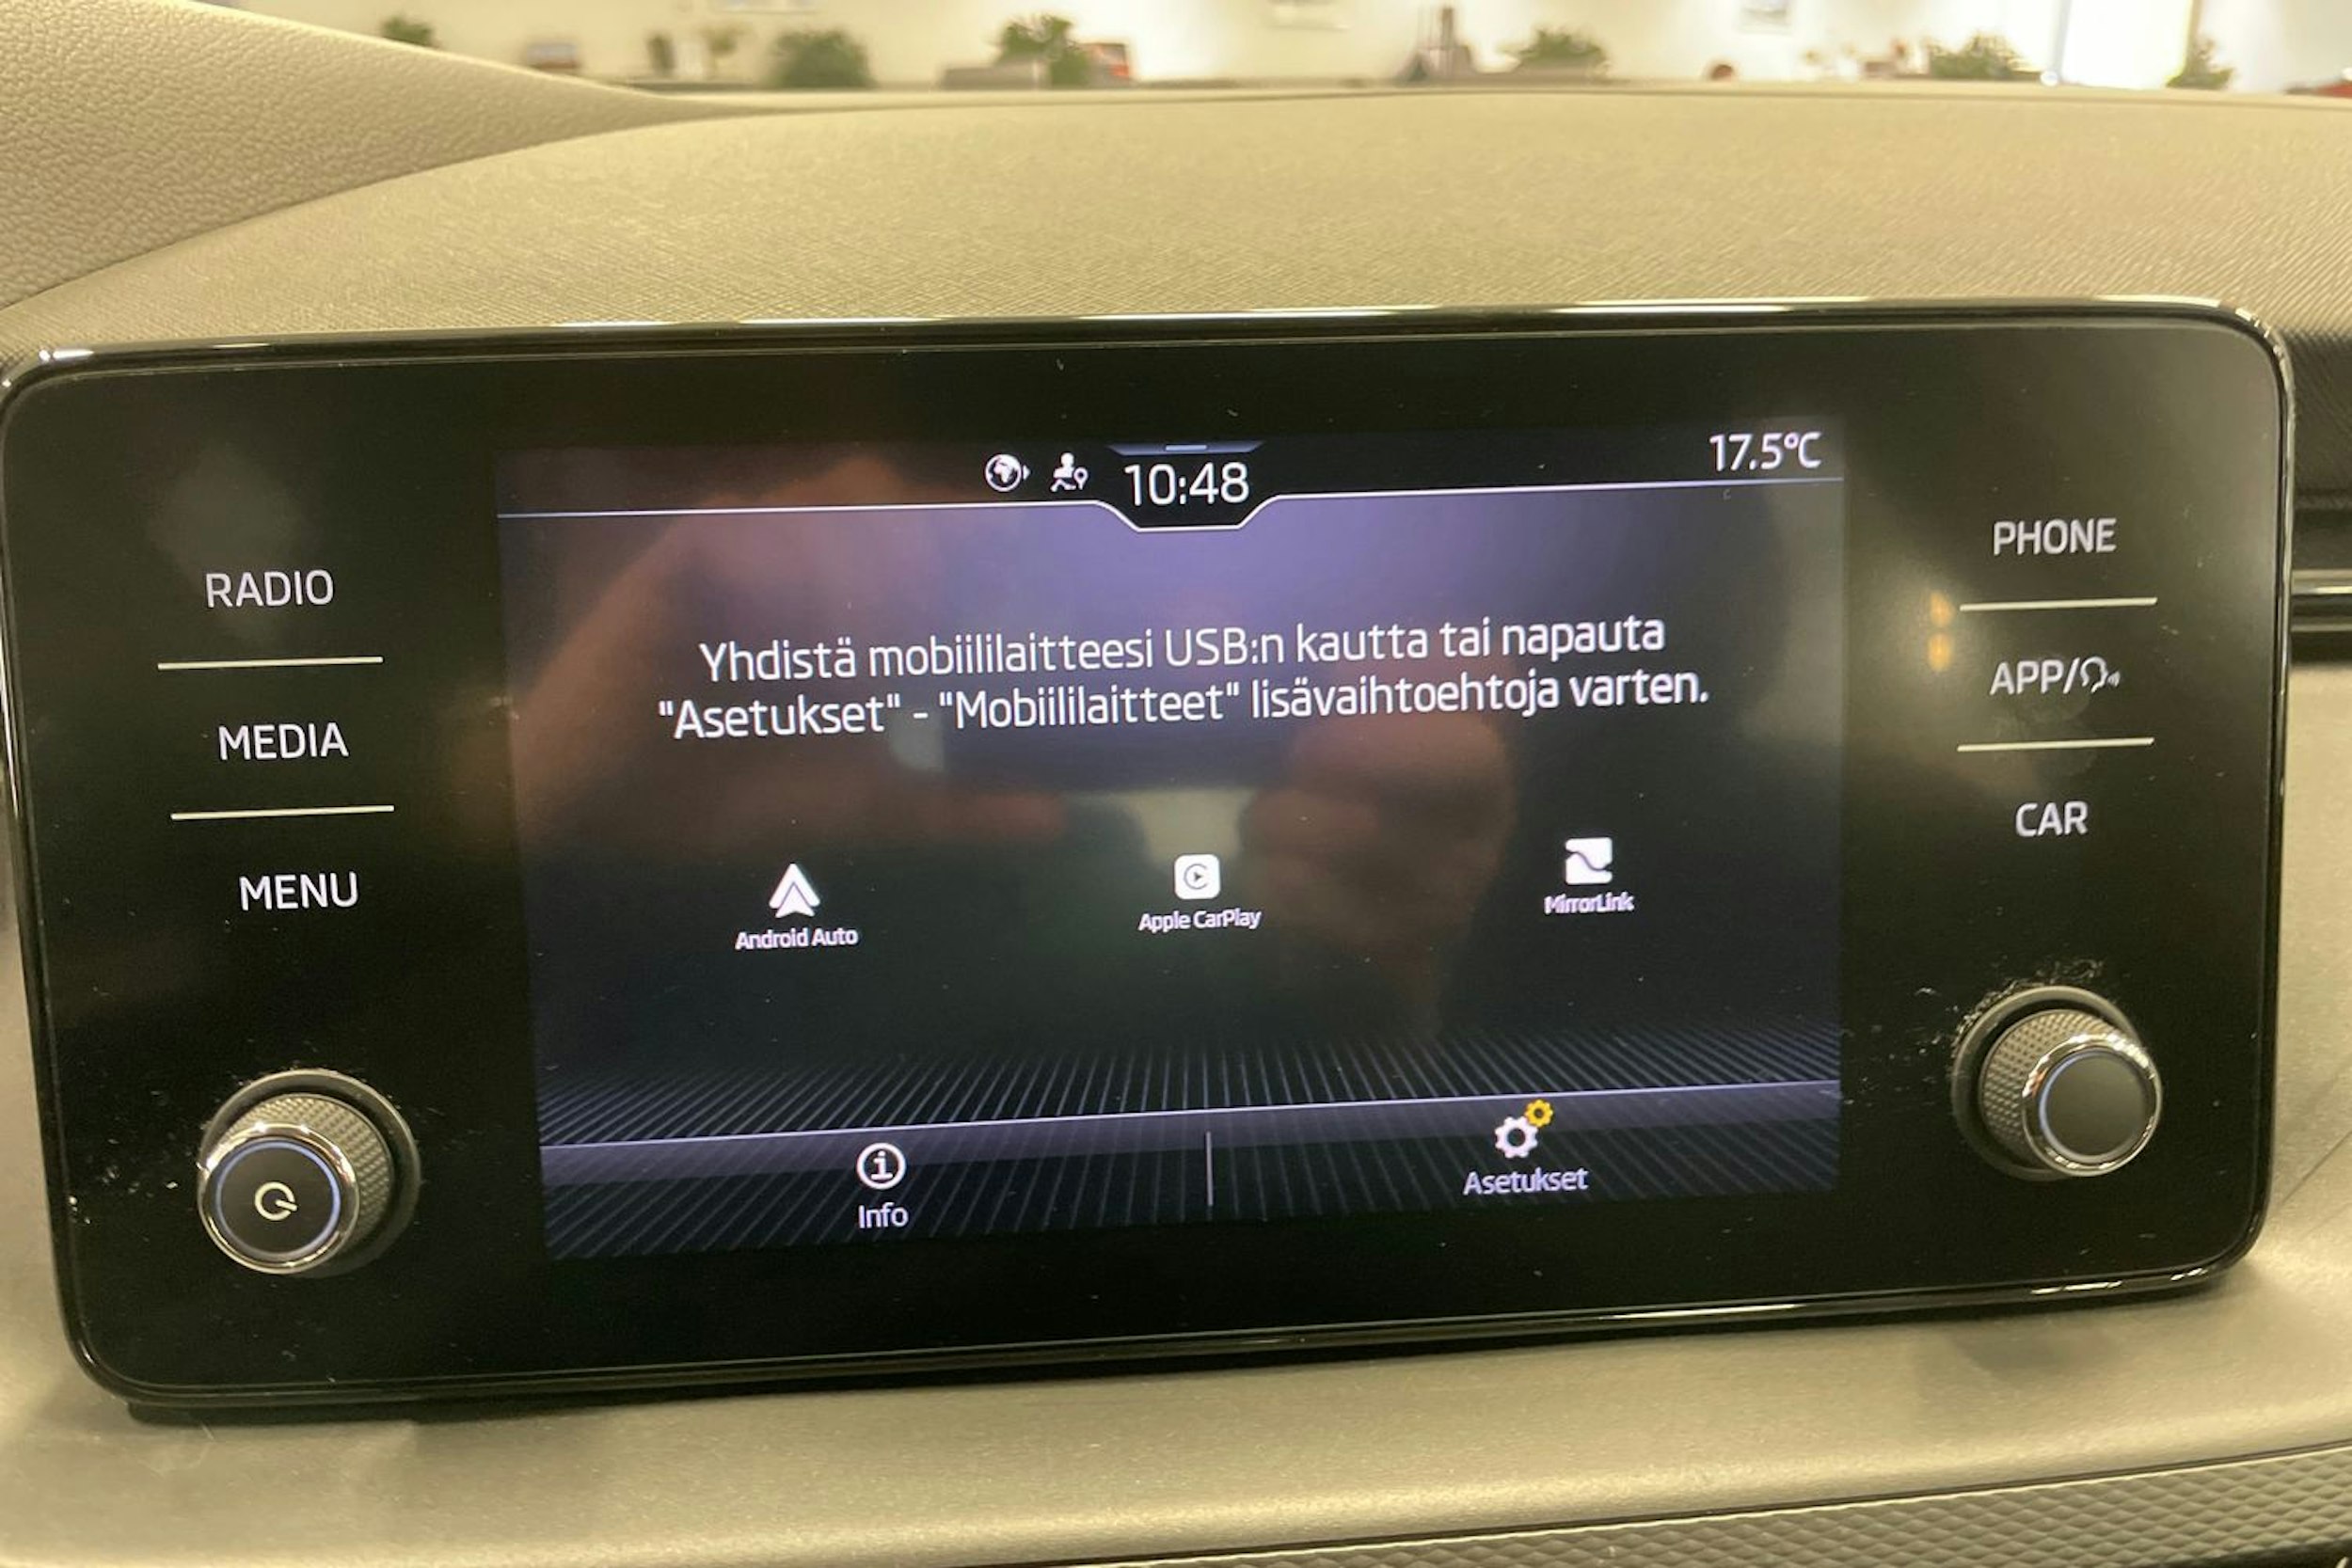 10:48
17.5°C
RADIO
MEDIA
MENU
Yhdistä mobiililaitteesi USB:n kautta tai napauta
"Asetukset" - "Mobiililaitteet" lisävaihtoehtoja varten.
Android Auto
Apple CarPlay
MirrorLink
Info
Asetukset
PHONE
APP/
CAR